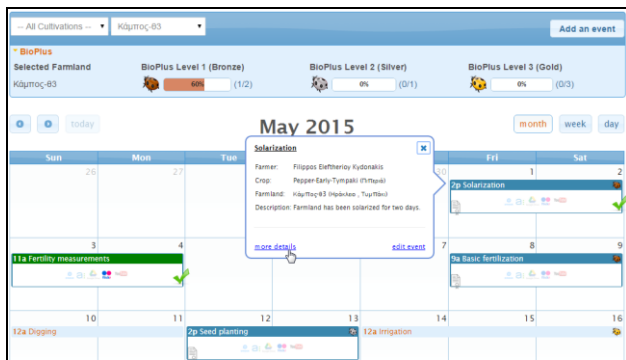 -- All Cultivations -- Κάμπος-83
Add an event
* BioPlus
Selected Farmland BioPlus Level 1 (Bronze) BioPlus Level 2 (Silver) BioPlus Level 3 (Gold)
Κάμπος-83 60% (1/2) 0% (0/1) 0% (0/3)
today May 2015 month week day
Sun Mon Tue Fri Sat
26 27 30 1 2
Solarization
Farmer: Filippos Eleftherioy Kydonakis
Crop: Pepper-Early-Tympaki (Πιπεριά)
Farmland: Κάμπος-83 (Ηράκλειο , Τυμπάκι)
Description: Farmland has been solarized for two days.
more details edit event
2p Solarization
3 4 7 8 9
11a Fertility measurements 9a Basic fertilization
10 11 12 13 14 15 16
12a Digging 2p Seed planting 12a Irrigation